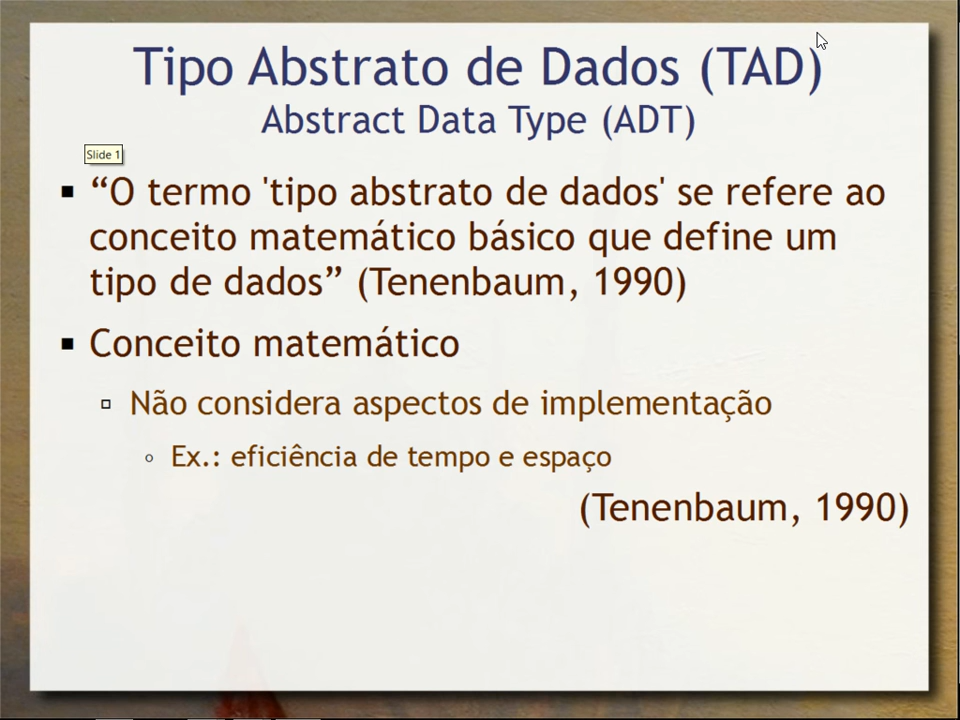 Tipo Abstrato de Dados (TAD)
Abstract Data Type (ADT)
Slide 1
“O termo 'tipo abstrato de dados' se refere ao
conceito matemático básico que define um
tipo de dados” (Tenenbaum, 1990)
Conceito matemático
Não considera aspectos de implementação
Ex.: eficiência de tempo e espaço
(Tenenbaum, 1990)